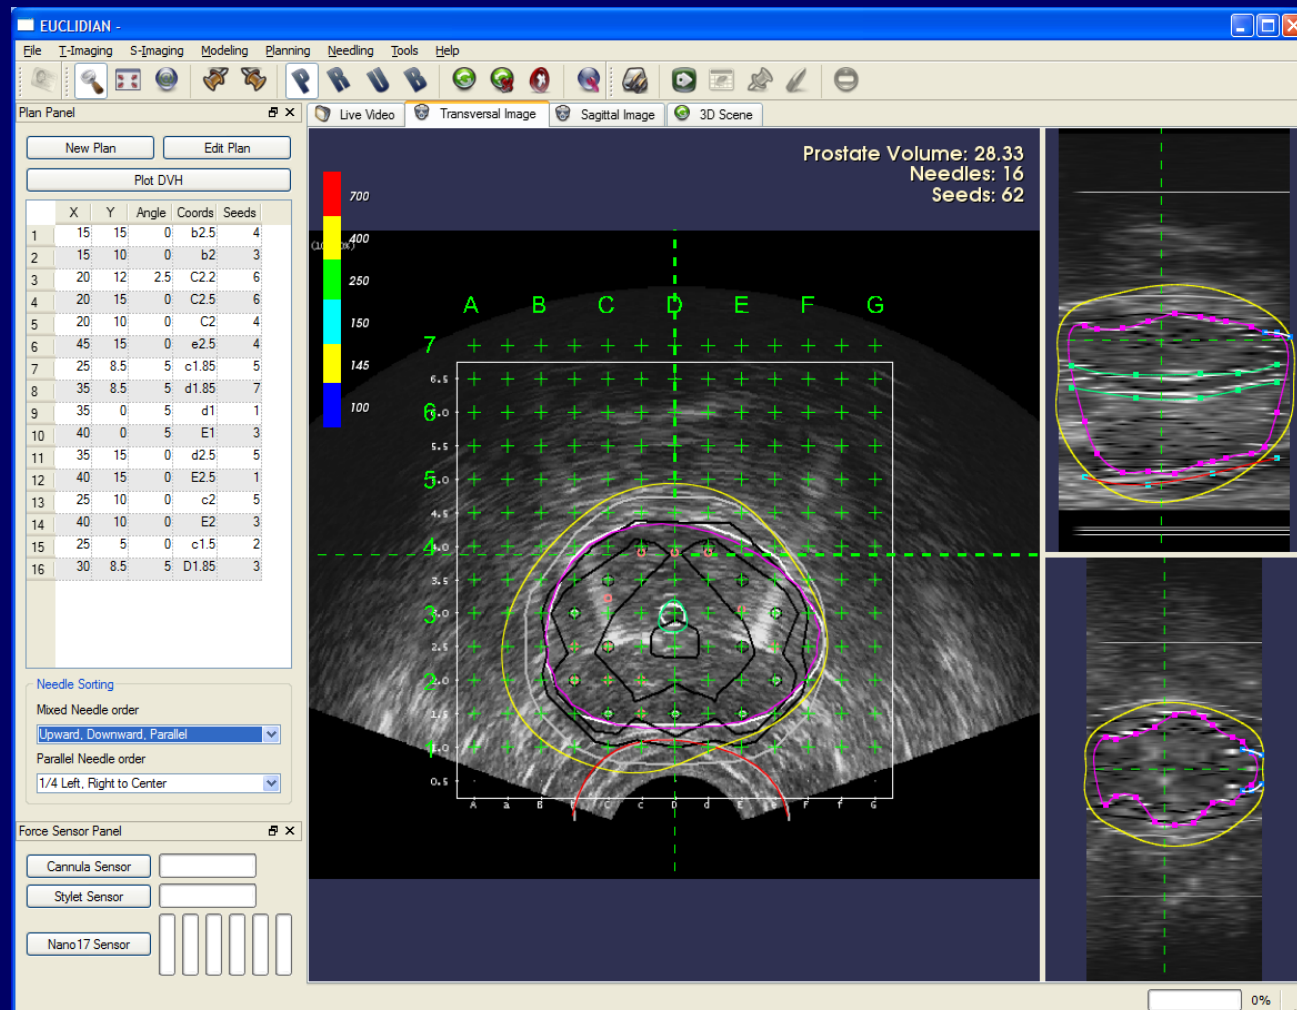 EUCLIDIAN -
File T-Imaging S-Imaging Modeling Planning Needling Tools Help
P R U B
Plan Panel
Live Video Transversal Image Sagittal Image 3D Scene
New Plan Edit Plan
Plot DVH
X Y Angle Coords Seeds
1 15 15 0 b2.5 4
2 15 10 0 b2 3
3 20 12 2.5 C2.2 6
4 20 15 0 C2.5 6
5 20 10 0 C2 4
6 45 15 0 e2.5 4
7 25 8.5 5 c1.85 5
8 35 8.5 5 d1.85 7
9 35 0 5 d1 1
10 40 0 5 E1 3
11 35 15 0 d2.5 5
12 40 15 0 E2.5 1
13 25 10 0 c2 5
14 40 10 0 E2 3
15 25 5 0 c1.5 2
16 30 8.5 5 D1.85 3
Needle Sorting
Mixed Needle order
Upward, Downward, Parallel
Parallel Needle order
1/4 Left, Right to Center
Force Sensor Panel
Cannula Sensor
Stylet Sensor
Nano17 Sensor
Prostate Volume: 28.33
Needles: 16
Seeds: 62
700
400
250
150
145
100
A B C D E F G
7
6.5
6
5.5
5
4.5
4
3.5
3
2.5
2
1.5
1
0.5
A a B b C c D d E e F f G
0%